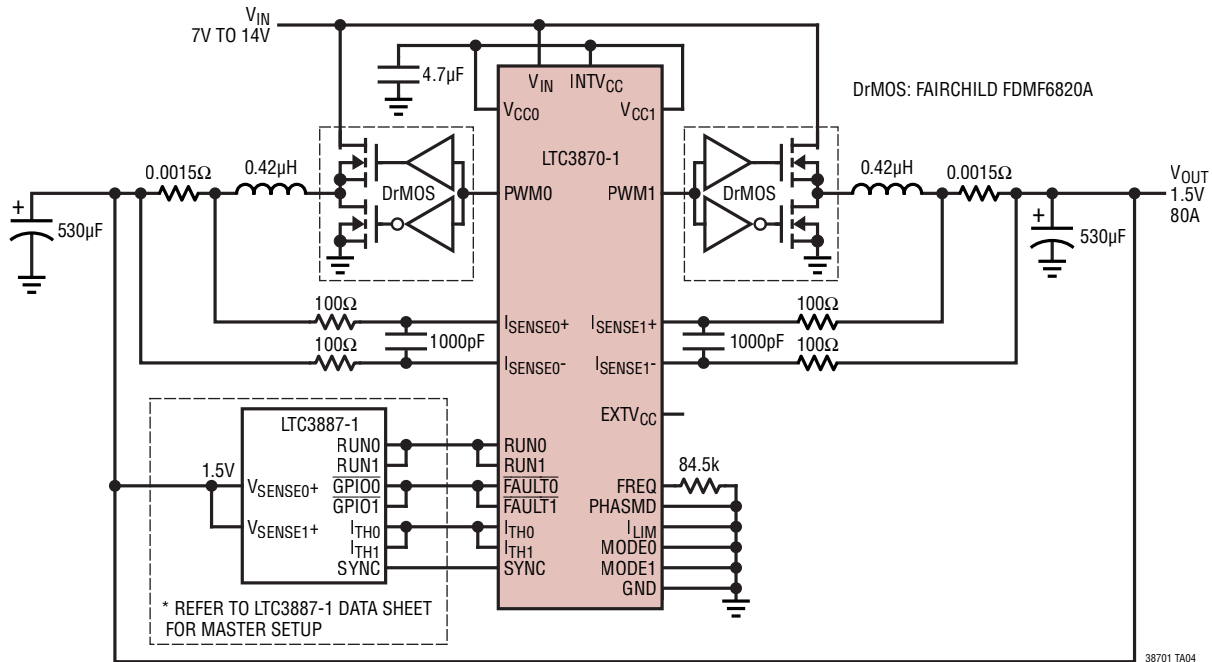 VIN
7V TO 14V
4.7µF
VIN
INTVCC
VCC0
VCC1
DrMOS: FAIRCHILD FDMF6820A
LTC3870-1
0.0015Ω
0.42µH
DrMOS
PWM0
PWM1
DrMOS
0.42µH
0.0015Ω
VOUT
1.5V
80A
+
530µF
+
530µF
100Ω
ISENSE0+
ISENSE1+
100Ω
1000pF
1000pF
100Ω
ISENSE0-
ISENSE1-
100Ω
EXTVCC
LTC3887-1
RUN0
RUN0
RUN1
RUN1
1.5V
VSENSE0+
GPIO0
FAULT0
FREQ
84.5k
GPIO1
FAULT1
PHASMD
VSENSE1+
ITH0
ITH0
ILIM
ITH1
ITH1
MODE0
SYNC
SYNC
MODE1
GND
* REFER TO LTC3887-1 DATA SHEET
FOR MASTER SETUP
38701 TA04